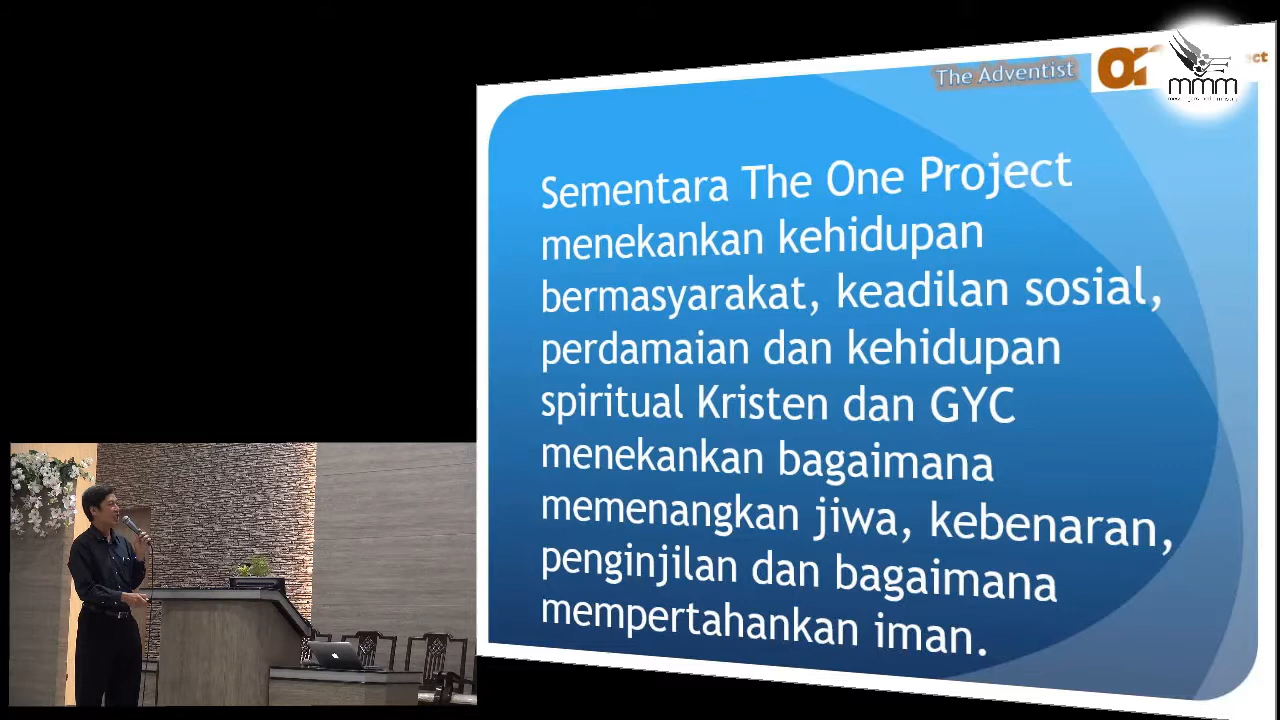 The Adventist
mmm
Sementara The One Project
menekankan kehidupan
bermasyarakat, keadilan sosial,
perdamaian dan kehidupan
spiritual Kristen dan GYC
menekankan bagaimana
memenangkan jiwa, kebenaran,
penginjilan dan bagaimana
mempertahankan iman.